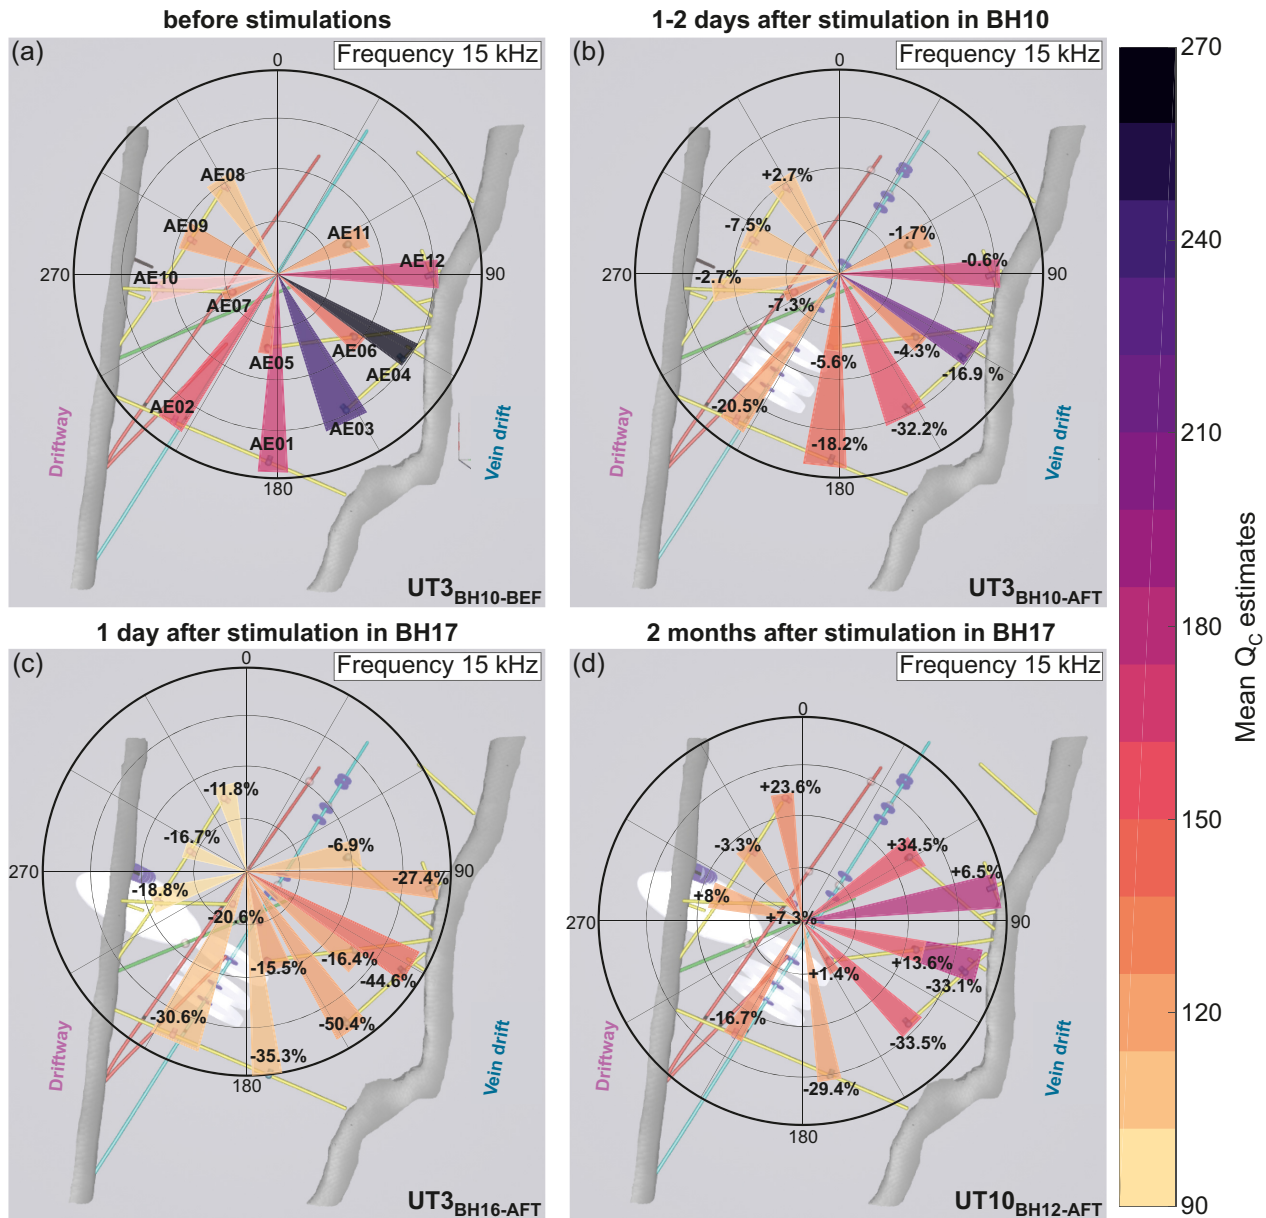 before stimulations
1-2 days after stimulation in BH10
(a)
Frequency 15 kHz
0
AE08
AE09
AE11
AE12
270
90
AE10
AE07
AE06
AE05
AE04
AE02
AE03
AE01
Driftway
Vein drift
180
UT3BH10-BEF
(b)
Frequency 15 kHz
0
+2.7%
-7.5%
-1.7%
-0.6%
270
90
-2.7%
-7.3%
-4.3%
-5.6%
-16.9 %
-20.5%
-32.2%
-18.2%
Driftway
Vein drift
180
UT3BH10-AFT
1 day after stimulation in BH17
2 months after stimulation in BH17
(c)
Frequency 15 kHz
0
-11.8%
-16.7%
-6.9%
270
90
-27.4%
-18.8%
-20.6%
-16.4%
-15.5%
-44.6%
-30.6%
-50.4%
-35.3%
Driftway
Vein drift
180
UT3BH16-AFT
(d)
Frequency 15 kHz
0
+23.6%
-3.3%
+34.5%
+6.5%
+8%
+7.3%
270
90
+13.6%
+1.4%
-33.1%
-16.7%
-33.5%
-29.4%
Driftway
Vein drift
180
UT10BH12-AFT
270
240
210
180
150
120
90
Mean QC estimates